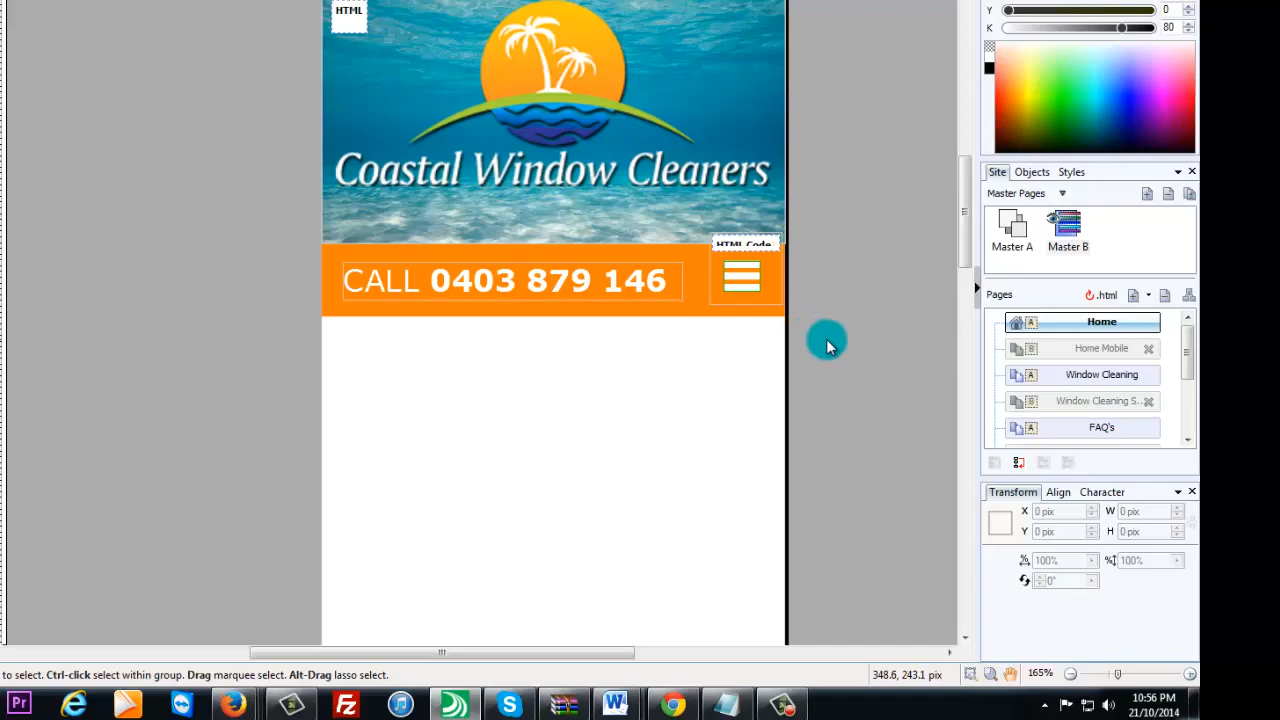 HTML
Y 0
K 80
Coastal Window Cleaners
Site Objects Styles
Master Pages
Master A Master B
HTML Code
CALL 0403 879 146
Pages .html
A Home
B Home Mobile
A Window Cleaning
B Window Cleaning S..
A FAQ's
Transform Align Character
X 0 pix W 0 pix
Y 0 pix H 0 pix
% 100% % 100%
0°
to select. Ctrl-click select within group. Drag marquee select. Alt-Drag lasso select.
348.6, 243.1 pix
165%
Pr
FZ
W
10:56 PM
21/10/2014